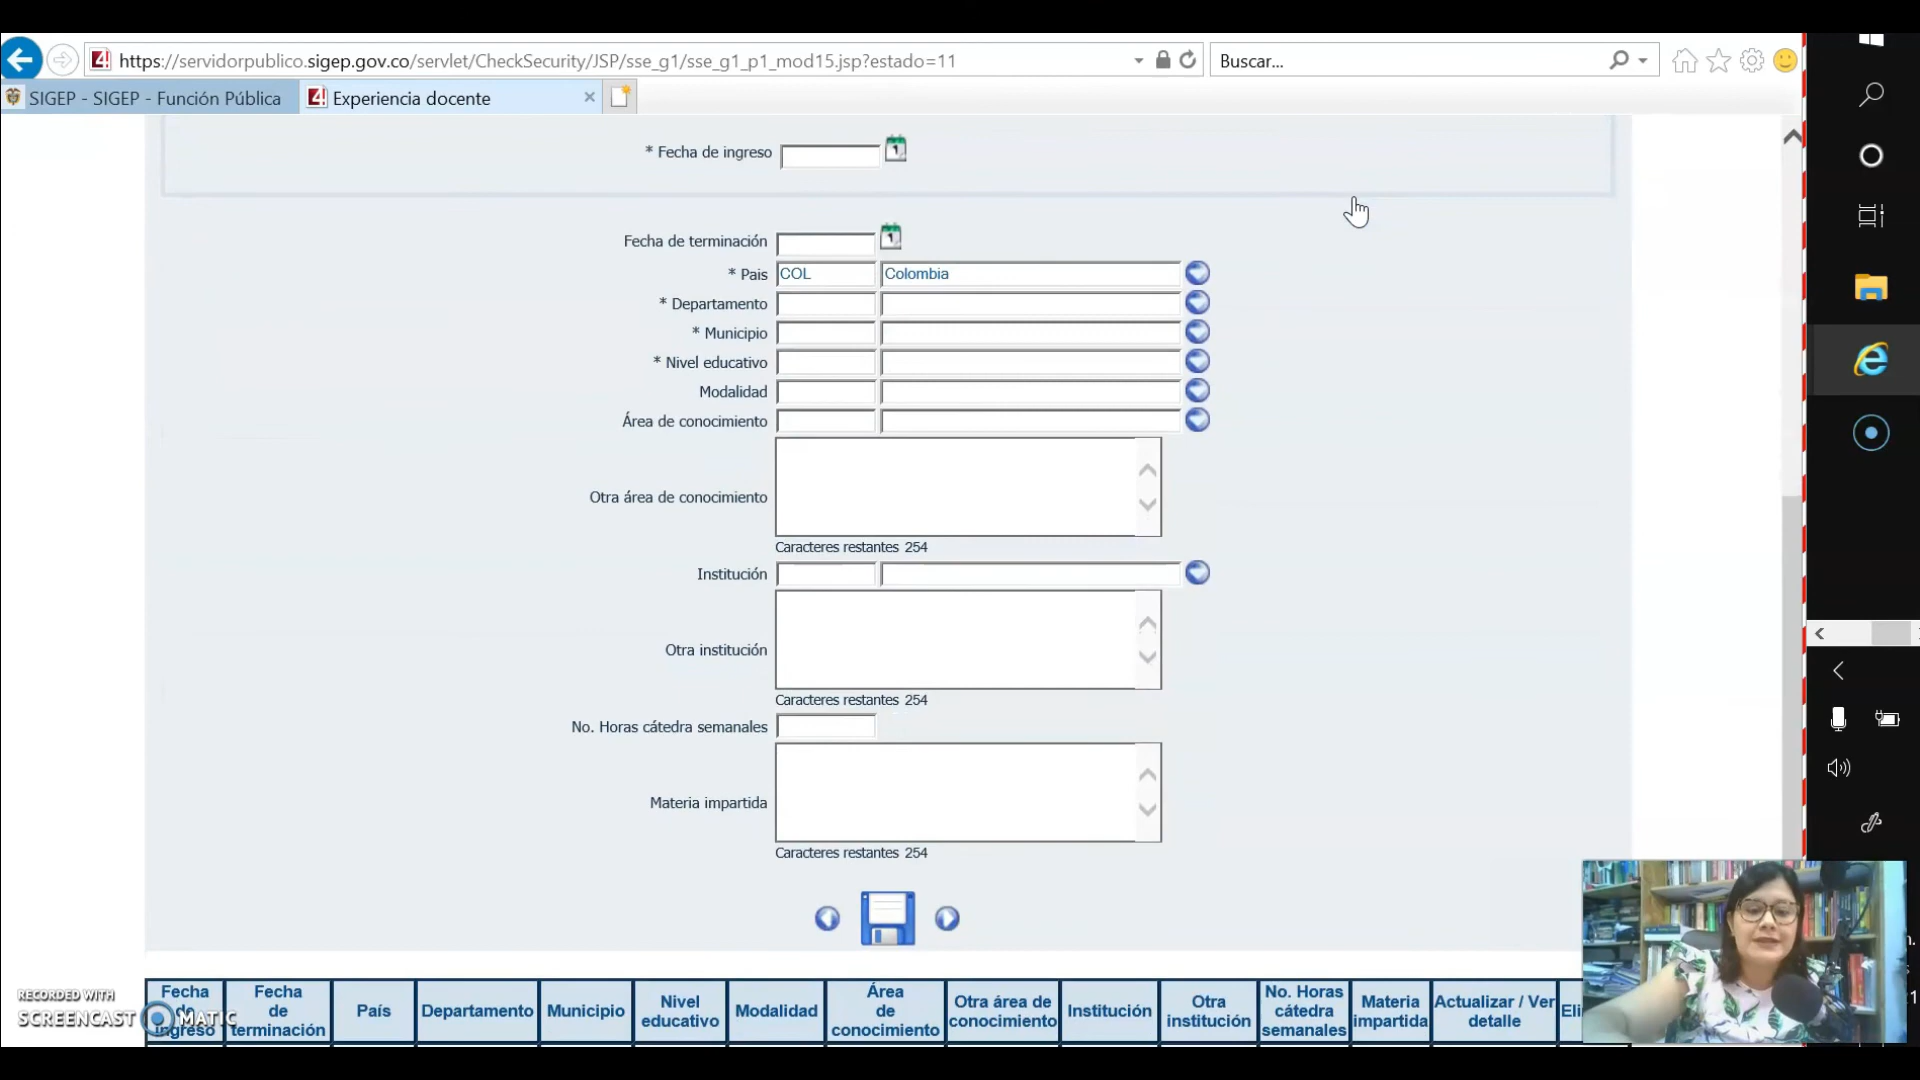 https://servidorpublico.sigep.gov.co/servlet/CheckSecurity/JSP/sse_g1/sse_g1_p1_mod15.jsp?estado=11
Buscar...
SIGEP - SIGEP - Función Pública
Experiencia docente
* Fecha de ingreso
Fecha de terminación
* Pais COL Colombia
* Departamento
* Municipio
* Nivel educativo
Modalidad
Área de conocimiento
Otra área de conocimiento
Caracteres restantes 254
Institución
Otra institución
Caracteres restantes 254
No. Horas cátedra semanales
Materia impartida
Caracteres restantes 254
Fecha de ingreso
Fecha de terminación
País
Departamento
Municipio
Nivel educativo
Modalidad
Área de conocimiento
Otra área de conocimiento
Institución
Otra institución
No. Horas cátedra semanales
Materia impartida
Actualizar / Ver detalle
Eli
RECORDED WITH
SCREENCAST MATIC